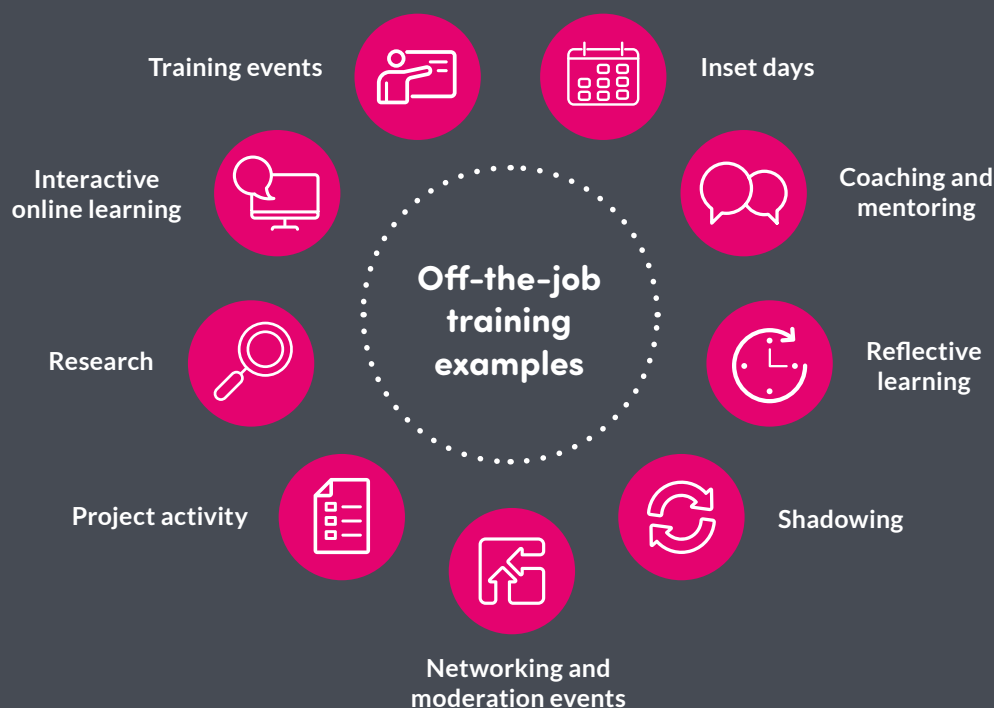 Training events
Inset days
Interactive
online learning
Coaching and
mentoring
Off-the-job
training
examples
Research
Reflective
learning
Project activity
Shadowing
Networking and
moderation events